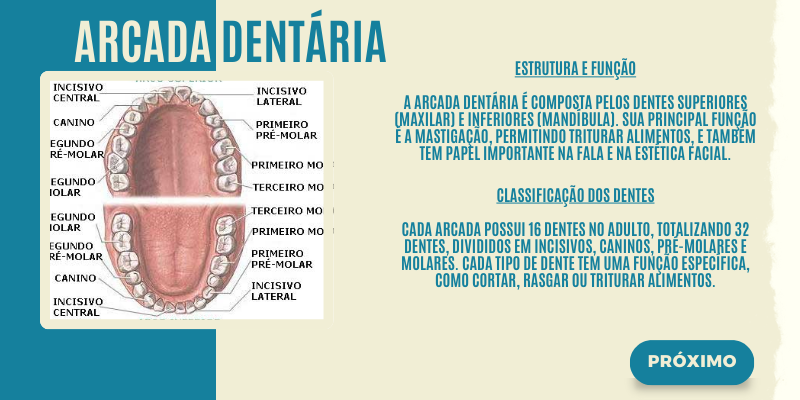 ARCADA DENTÁRIA
INCISIVO
CENTRAL
CANINO
EGUNDO
RÉ-MOLAR
EGUNDO
IOLAR
EGUNDO
IOLAR
EGUNDO
RÉ-MOLAR
CANINO
INCISIVO
CENTRAL
INCISIVO
LATERAL
PRIMEIRO
PRÉ-MOLAR
PRIMEIRO MO
TERCEIRO MO
TERCEIRO MO
PRIMEIRO MO
PRIMEIRO
PRÉ-MOLAR
INCISIVO
LATERAL
ESTRUTURA E FUNÇÃO
A ARCADA DENTÁRIA É COMPOSTA PELOS DENTES SUPERIORES
(MAXILAR) E INFERIORES (MANDÍBULA). SUA PRINCIPAL FUNÇÃO
É A MASTIGAÇÃO, PERMITINDO TRITURAR ALIMENTOS, E TAMBÉM
TEM PAPEL IMPORTANTE NA FALA E NA ESTÉTICA FACIAL.
CLASSIFICAÇÃO DOS DENTES
CADA ARCADA POSSUI 16 DENTES NO ADULTO, TOTALIZANDO 32
DENTES, DIVIDIDOS EM INCISIVOS, CANINOS, PRÉ-MOLARES E
MOLARES. CADA TIPO DE DENTE TEM UMA FUNÇÃO ESPECÍFICA,
COMO CORTAR, RASGAR OU TRITURAR ALIMENTOS.
PRÓXIMO